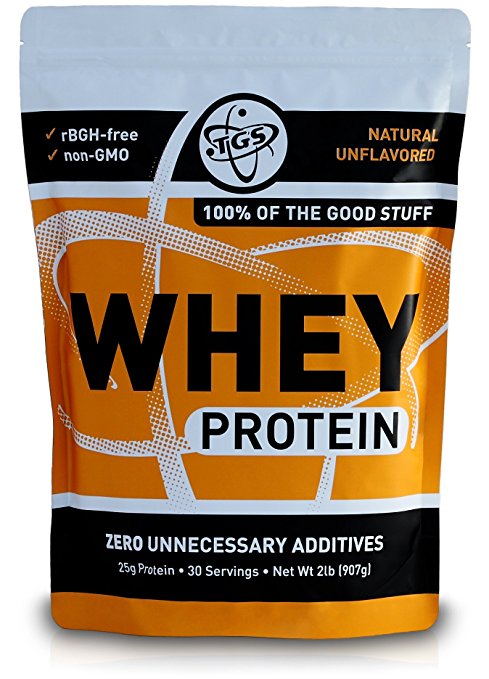 ✓ rBGH-free
✓ non-GMO
TGS
NATURAL
UNFLAVORED
100% OF THE GOOD STUFF
WHEY
PROTEIN
ZERO UNNECESSARY ADDITIVES
25g Protein • 30 Servings • Net Wt 2lb (907g)